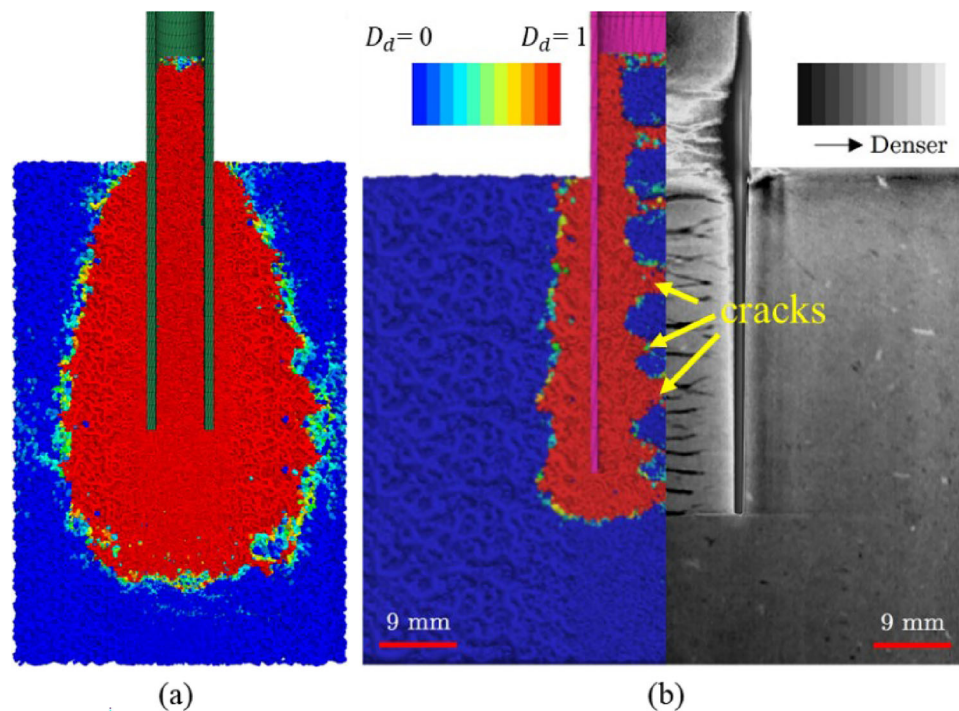 D_d = 0
D_d = 1
Denser
cracks
9 mm
9 mm
(a)
(b)